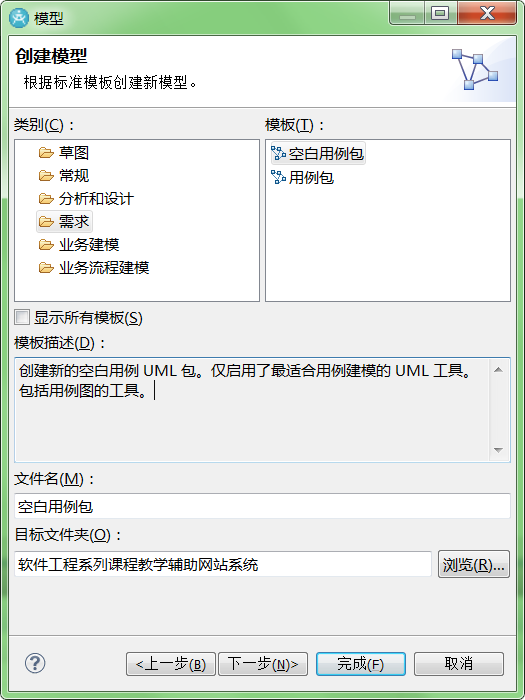 模型
创建模型
根据标准模板创建新模型。
类别(C)：
模板(T)：
草图
常规
分析和设计
需求
业务建模
业务流程建模
空白用例包
用例包
显示所有模板(S)
模板描述(D)：
创建新的空白用例 UML 包。仅启用了最适合用例建模的 UML 工具。
包括用例图的工具。
文件名(M)：
空白用例包
目标文件夹(O)：
软件工程系列课程教学辅助网站系统
浏览(R)...
<上一步(B)
下一步(N)>
完成(F)
取消